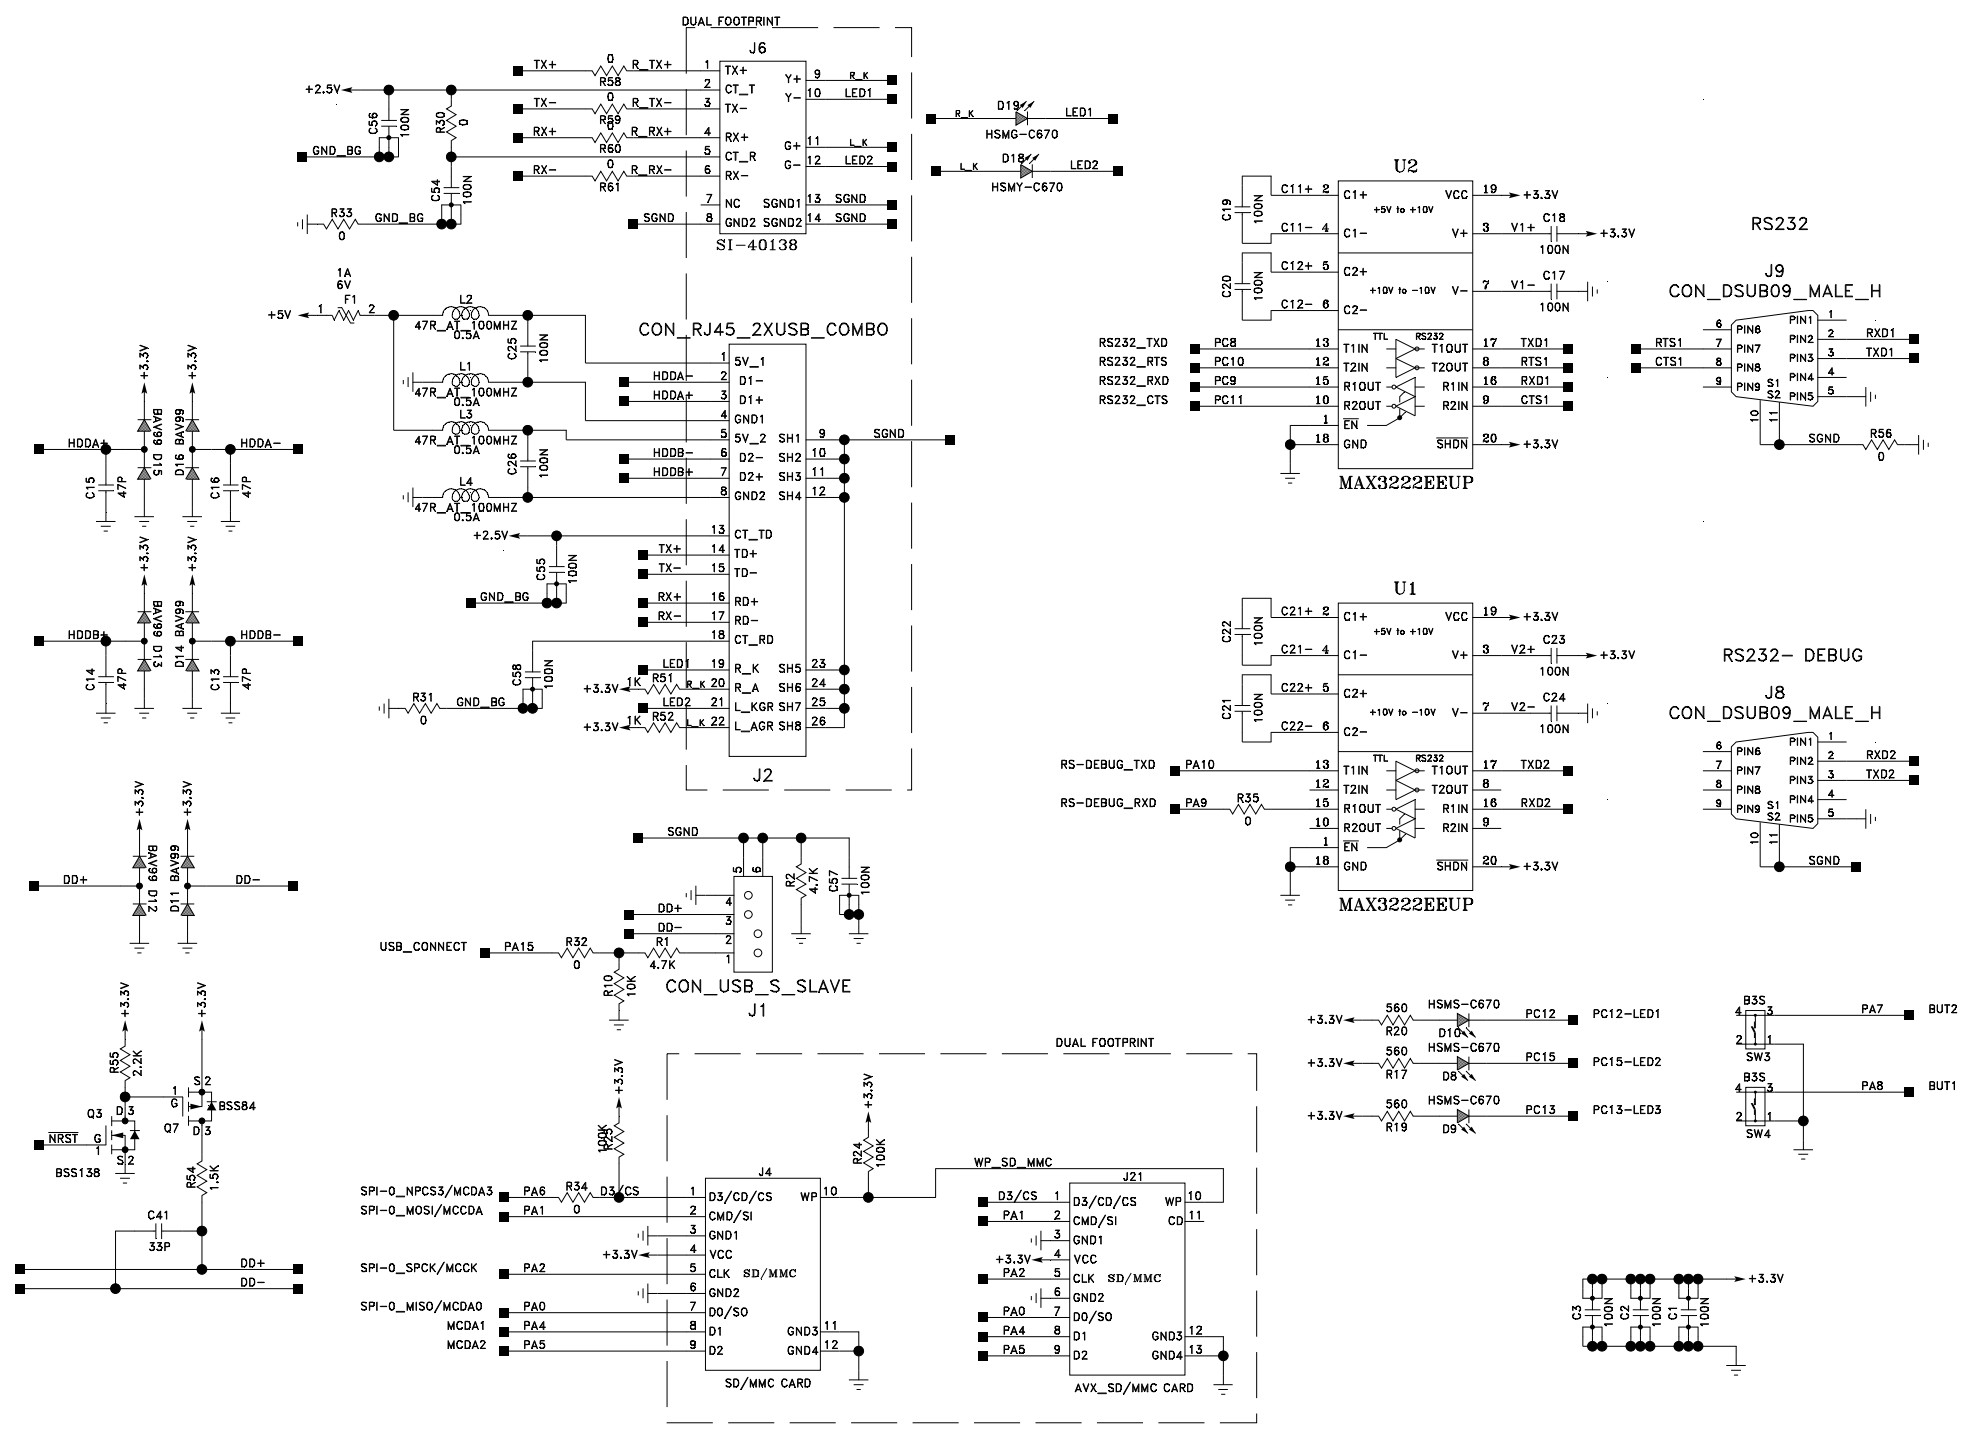 DUAL FOOTPRINT
J6
TX+ 0 R_TX+ 1 TX+ Y+ 9 R_K
R58
+2.5V 2 CT_T Y- 10 LED1
TX- 0 R_TX- 3 TX-
R59
C56 100N R30 0
RX+ 0 R_RX+ 4 RX+ G+ 11 L_K
R60
GND_BG 5 CT_R G- 12 LED2
RX- 0 R_RX- 6 RX-
R61
C54 100N
7 NC SGND1 13 SGND
R33 GND_BG SGND 8 GND2 SGND2 14 SGND
0
SI-40138
R_K D19 LED1
HSMG-C670
L_K D18 LED2
HSMY-C670
1A
6V
+5V 1 F1 2
L2
47R_AT_100MHZ
0.5A
C25 100N
L1
47R_AT_100MHZ
0.5A
L3
47R_AT_100MHZ
0.5A
C26 100N
L4
47R_AT_100MHZ
0.5A
CON_RJ45_2XUSB_COMBO
1 5V_1
HDDA- 2 D1-
HDDA+ 3 D1+
4 GND1
5 5V_2 SH1 9 SGND
HDDB- 6 D2- SH2 10
HDDB+ 7 D2+ SH3 11
8 GND2 SH4 12
+2.5V 13 CT_TD
TX+ 14 TD+
TX- 15 TD-
C55 100N
GND_BG
RX+ 16 RD+
RX- 17 RD-
18 CT_RD
C58 100N
LED1 19 R_K SH5 23
+3.3V 1K R51 R_K 20 R_A SH6 24
R31 GND_BG
0
LED2 21 L_KGR SH7 25
+3.3V 1K R52 L_K 22 L_AGR SH8 26
J2
+3.3V +3.3V
BAV99 D15 D16 BAV99
HDDA+ HDDA-
C15 47P C16 47P
+3.3V +3.3V
BAV99 D13 D14 BAV99
HDDB+ HDDB-
C14 47P C13 47P
+3.3V +3.3V
BAV99 D12 D11 BAV99
DD+ DD-
SGND
5 6
R2 4.7K C57 100N
4
DD+ 3
DD- 2
USB_CONNECT PA15 R32 R1 1
0 4.7K
R10 10K
CON_USB_S_SLAVE
J1
+3.3V +3.3V
R55 2.2K
S 2
1 G BSS84
Q3 D 3
Q7 D 3
NRST G 1
S 2
BSS138
R54 1.5K
C41
33P
DD+
DD-
DUAL FOOTPRINT
+3.3V
100K
+3.3V
R24 100K
WP_SD_MMC
J4
SPI-0_NPCS3/MCDA3 PA6 R34 D3/CS 1 D3/CD/CS WP 10
0
SPI-0_MOSI/MCCDA PA1 2 CMD/SI
3 GND1
+3.3V 4 VCC
SPI-0_SPCK/MCCK PA2 5 CLK SD/MMC
6 GND2
SPI-0_MISO/MCDA0 PA0 7 D0/SO
MCDA1 PA4 8 D1 GND3 11
MCDA2 PA5 9 D2 GND4 12
SD/MMC CARD
J21
D3/CS 1 D3/CD/CS WP 10
PA1 2 CMD/SI CD 11
3 GND1
+3.3V 4 VCC
PA2 5 CLK SD/MMC
6 GND2
PA0 7 D0/SO
PA4 8 D1 GND3 12
PA5 9 D2 GND4 13
AVX_SD/MMC CARD
U2
C19 100N C11+ 2 C1+ VCC 19 +3.3V
+5V to +10V
C11- 4 C1- V+ 3 V1+ C18 100N +3.3V
C20 100N C12+ 5 C2+
+10V to -10V V- 7 V1- C17 100N
C12- 6 C2-
TTL RS232
RS232_TXD PC8 13 T1IN T1OUT 17 TXD1
RS232_RTS PC10 12 T2IN T2OUT 8 RTS1
RS232_RXD PC9 15 R1OUT R1IN 16 RXD1
RS232_CTS PC11 10 R2OUT R2IN 9 CTS1
1 EN
18 GND SHDN 20 +3.3V
MAX3222EEUP
RS232
J9
CON_DSUB09_MALE_H
PIN1 1
6 PIN6 PIN2 2 RXD1
RTS1 7 PIN7 PIN3 3 TXD1
CTS1 8 PIN8 PIN4 4
9 PIN9 S1 S2 PIN5 5
10 11
SGND R56
0
U1
C22 100N C21+ 2 C1+ VCC 19 +3.3V
+5V to +10V
C21- 4 C1- V+ 3 V2+ C23 100N +3.3V
C21 100N C22+ 5 C2+
+10V to -10V V- 7 V2- C24 100N
C22- 6 C2-
TTL RS232
RS-DEBUG_TXD PA10 13 T1IN T1OUT 17 TXD2
12 T2IN T2OUT 8
RS-DEBUG_RXD PA9 R35 0 15 R1OUT R1IN 16 RXD2
10 R2OUT R2IN 9
1 EN
18 GND SHDN 20 +3.3V
MAX3222EEUP
RS232- DEBUG
J8
CON_DSUB09_MALE_H
PIN1 1
6 PIN6 PIN2 2 RXD2
7 PIN7 PIN3 3 TXD2
8 PIN8 PIN4 4
9 PIN9 S1 S2 PIN5 5
10 11
SGND
560 HSMS-C670
+3.3V R20 D10 PC12 PC12-LED1
560 HSMS-C670
+3.3V R17 D8 PC15 PC15-LED2
560 HSMS-C670
+3.3V R19 D9 PC13 PC13-LED3
B3S
4 3 PA7 BUT2
2 1
SW3
B3S
4 3 PA8 BUT1
2 1
SW4
+3.3V
C3 100N C2 100N C1 100N